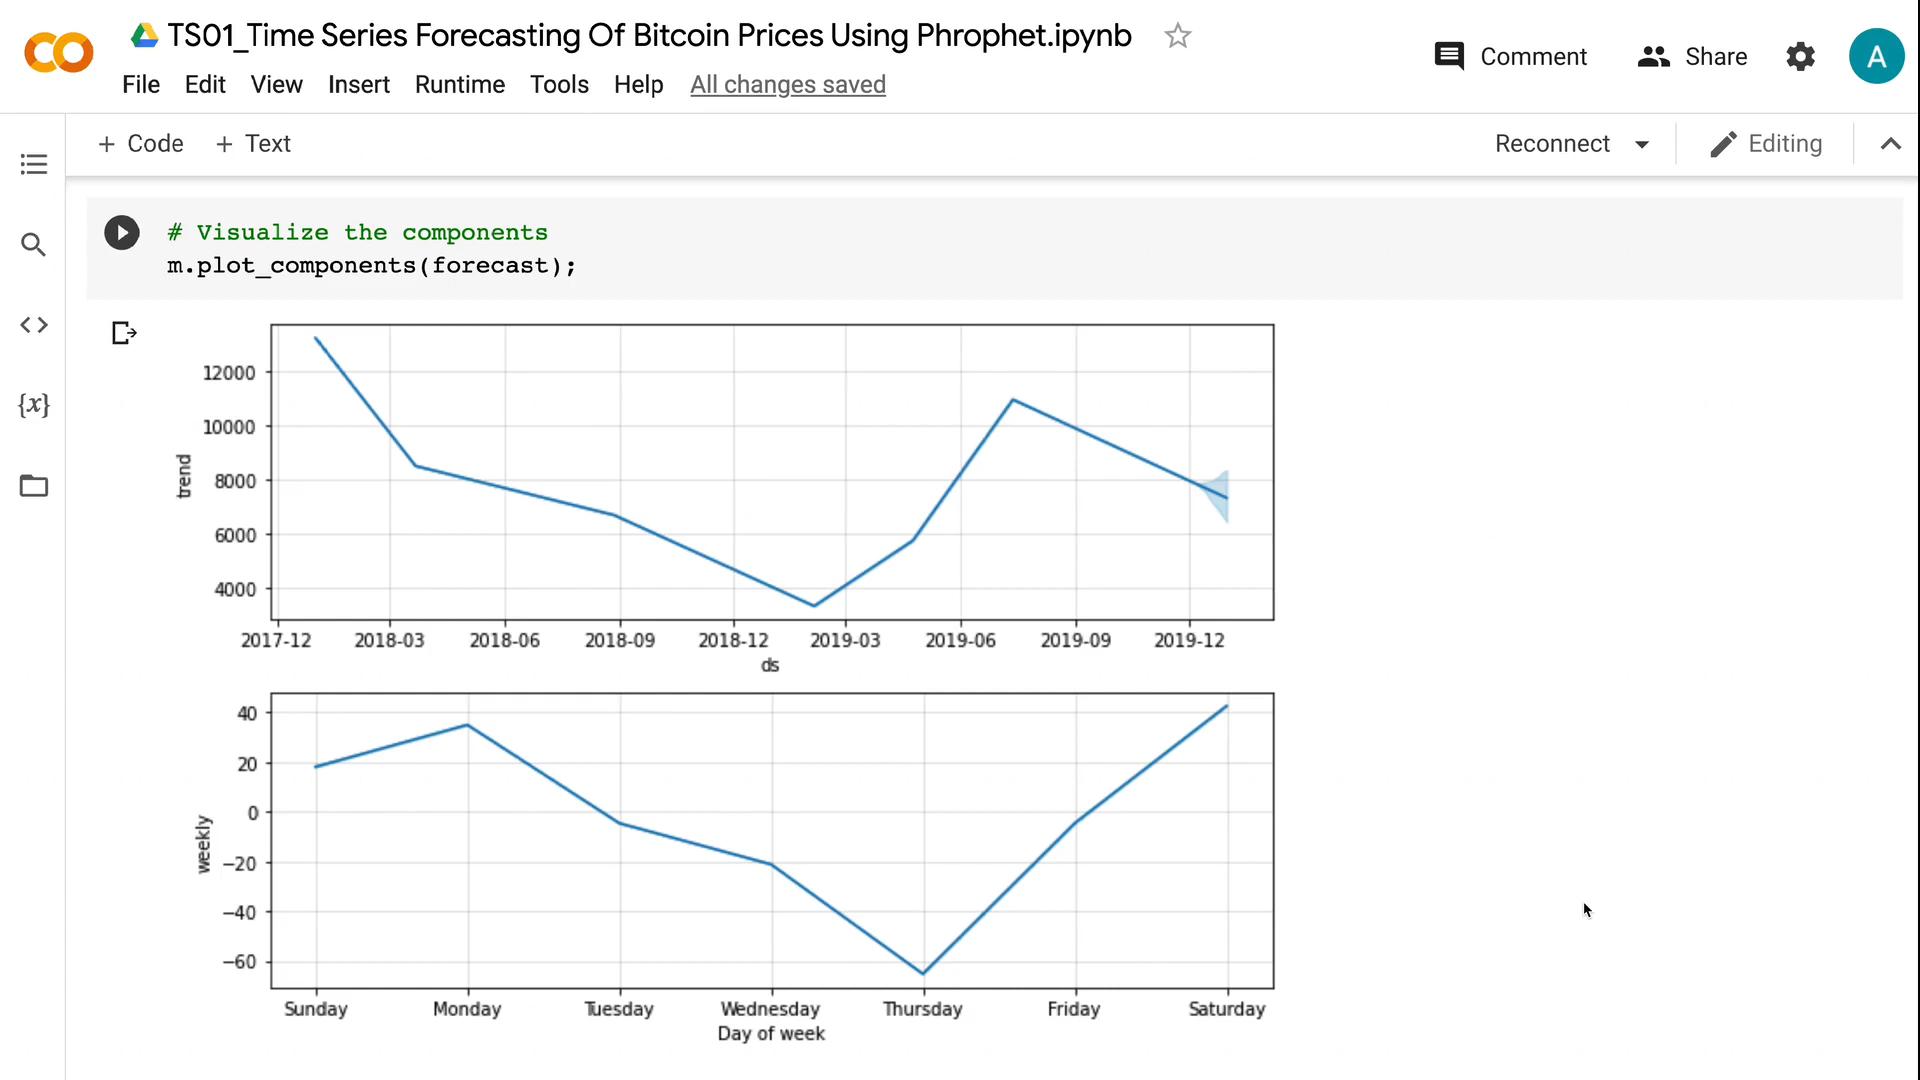 TS01_Time Series Forecasting Of Bitcoin Prices Using Phrophet.ipynb
File Edit View Insert Runtime Tools Help All changes saved
Comment
Share
A
+ Code + Text
Reconnect
Editing
{x}
# Visualize the components
m.plot_components(forecast);
12000
10000
8000
6000
4000
trend
2017-12 2018-03 2018-06 2018-09 2018-12 2019-03 2019-06 2019-09 2019-12
ds
40
20
0
−20
−40
−60
weekly
Sunday Monday Tuesday Wednesday Thursday Friday Saturday
Day of week